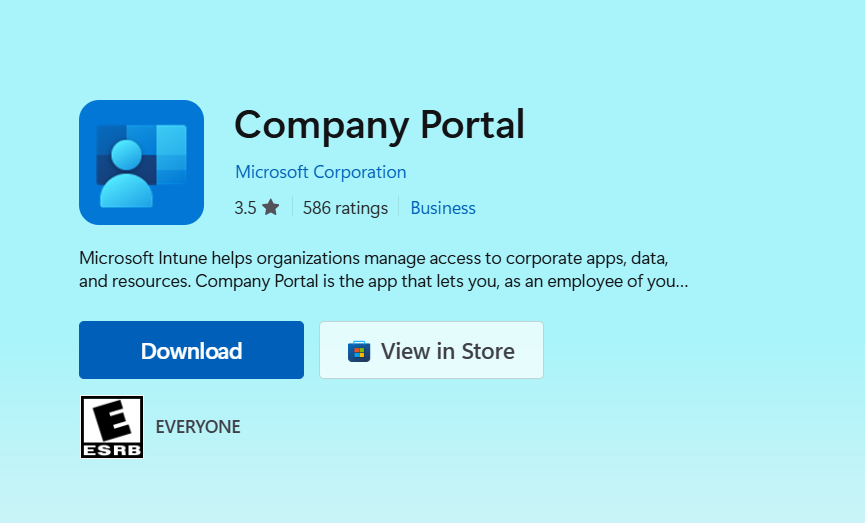 Company Portal
Microsoft Corporation
3.5 ★ 586 ratings Business
Microsoft Intune helps organizations manage access to corporate apps, data,
and resources. Company Portal is the app that lets you, as an employee of you...
Download View in Store
E EVERYONE
ESRB